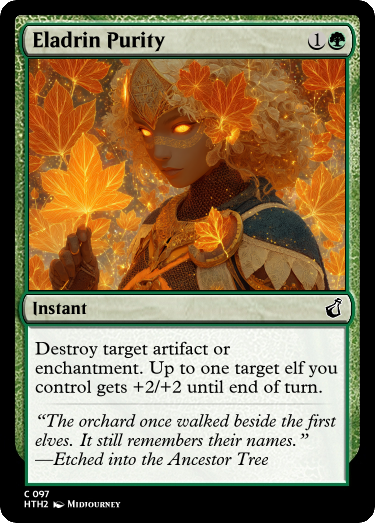 Eladrin Purity 1
Instant
Destroy target artifact or
enchantment. Up to one target elf you
control gets +2/+2 until end of turn.
“The orchard once walked beside the first
elves. It still remembers their names.”
—Etched into the Ancestor Tree
C 097
HTH2 Midjourney